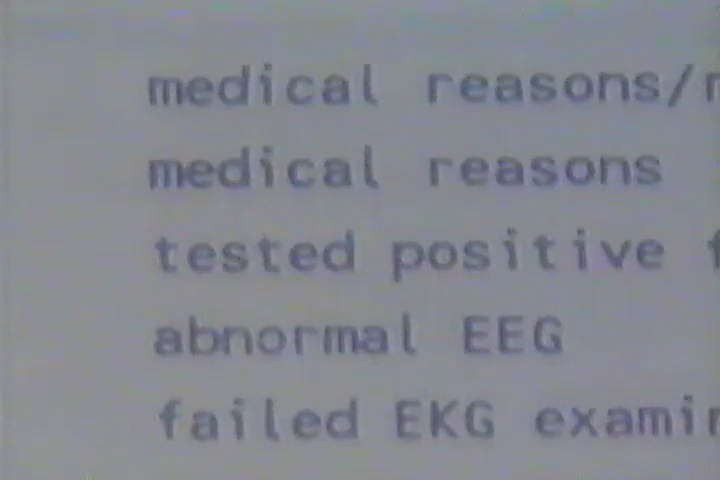 medical reasons/
medical reasons
tested positive
abnormal EEG
failed EKG